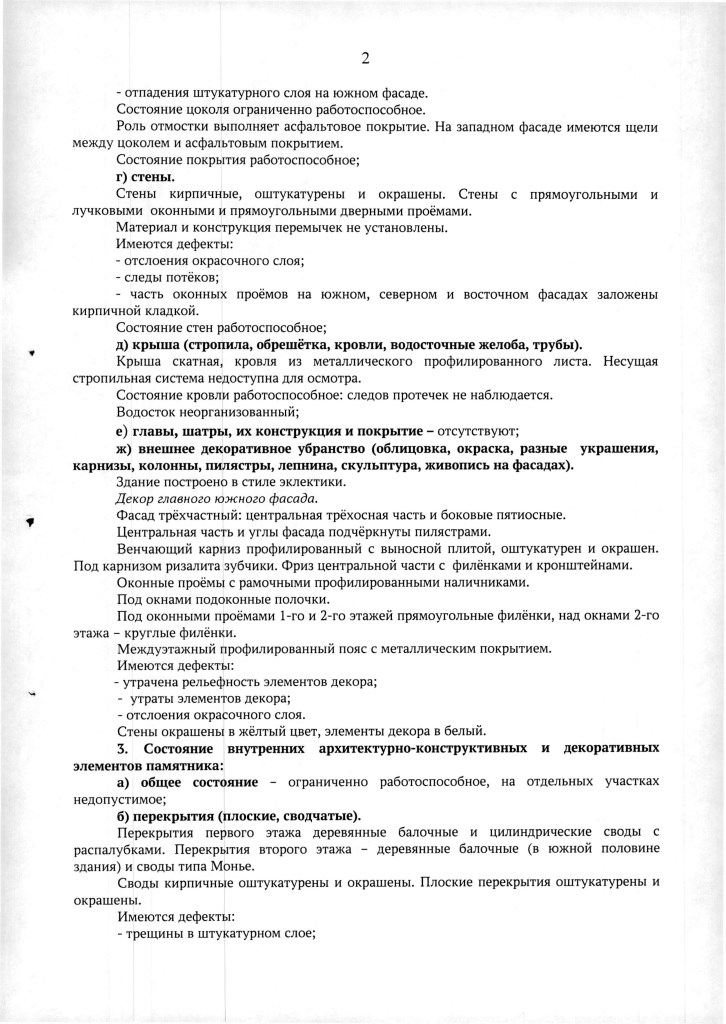 2
- отпадения штукатурного слоя на южном фасаде.
Состояние цоколя ограниченно работоспособное.
Роль отмостки выполняет асфальтовое покрытие. На западном фасаде имеются щели
между цоколем и асфальтовым покрытием.
Состояние покрытия работоспособное;
г) стены.
Стены кирпичные, оштукатурены и окрашены. Стены с прямоугольными и
лучковыми оконными и прямоугольными дверными проёмами.
Материал и конструкция перемычек не установлены.
Имеются дефекты:
- отслоения окрасочного слоя;
- следы потёков;
- часть оконных проёмов на южном, северном и восточном фасадах заложены
кирпичной кладкой.
Состояние стен работоспособное;
д) крыша (стропила, обрешётка, кровли, водосточные желоба, трубы).
Крыша скатная, кровля из металлического профилированного листа. Несущая
стропильная система недоступна для осмотра.
Состояние кровли работоспособное: следов протечек не наблюдается.
Водосток неорганизованный;
е) главы, шатры, их конструкция и покрытие – отсутствуют;
ж) внешнее декоративное убранство (облицовка, окраска, разные украшения,
карнизы, колонны, пилястры, лепнина, скульптура, живопись на фасадах).
Здание построено в стиле эклектики.
Декор главного южного фасада.
Фасад трёхчастный: центральная трёхосная часть и боковые пятиосные.
Центральная часть и углы фасада подчёркнуты пилястрами.
Венчающий карниз профилированный с выносной плитой, оштукатурен и окрашен.
Под карнизом ризалита зубчики. Фриз центральной части с филёнками и кронштейнами.
Оконные проёмы с рамочными профилированными наличниками.
Под окнами подоконные полочки.
Под оконными проёмами 1-го и 2-го этажей прямоугольные филёнки, над окнами 2-го
этажа – круглые филёнки.
Междуэтажный профилированный пояс с металлическим покрытием.
Имеются дефекты:
- утрачена рельефность элементов декора;
- утраты элементов декора;
- отслоения окрасочного слоя.
Стены окрашены в жёлтый цвет, элементы декора в белый.
3. Состояние внутренних архитектурно-конструктивных и декоративных
элементов памятника:
а) общее состояние – ограниченно работоспособное, на отдельных участках
недопустимое;
б) перекрытия (плоские, сводчатые).
Перекрытия первого этажа деревянные балочные и цилиндрические своды с
распалубками. Перекрытия второго этажа – деревянные балочные (в южной половине
здания) и своды типа Монье.
Своды кирпичные оштукатурены и окрашены. Плоские перекрытия оштукатурены и
окрашены.
Имеются дефекты:
- трещины в штукатурном слое;